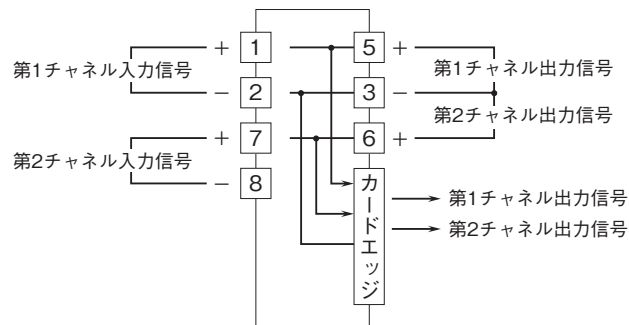 第1チャネル入力信号
+ 1
− 2
第2チャネル入力信号
+ 7
− 8
5 +
3 −
6 +
第1チャネル出力信号
第2チャネル出力信号
カードエッジ
第1チャネル出力信号
第2チャネル出力信号